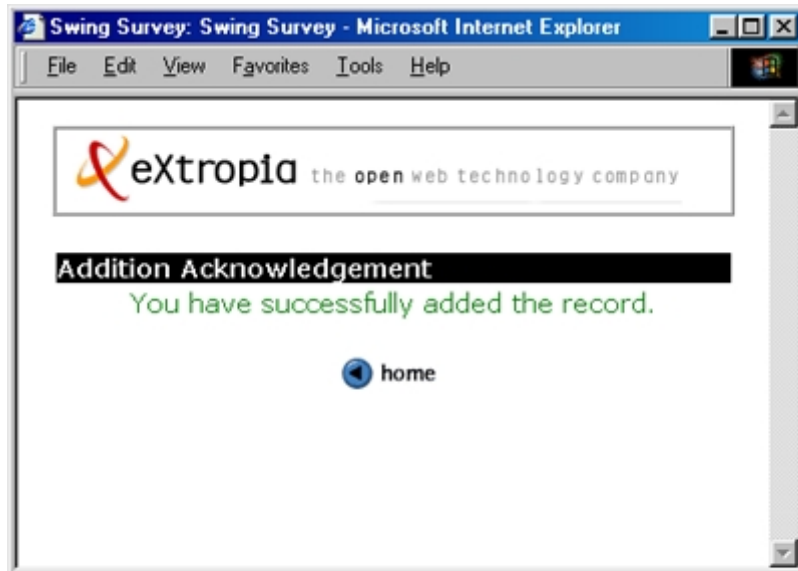 Swing Survey: Swing Survey - Microsoft Internet Explorer
File Edit View Favorites Tools Help
eXtropia the open web technology company
Addition Acknowledgement
You have successfully added the record.
home